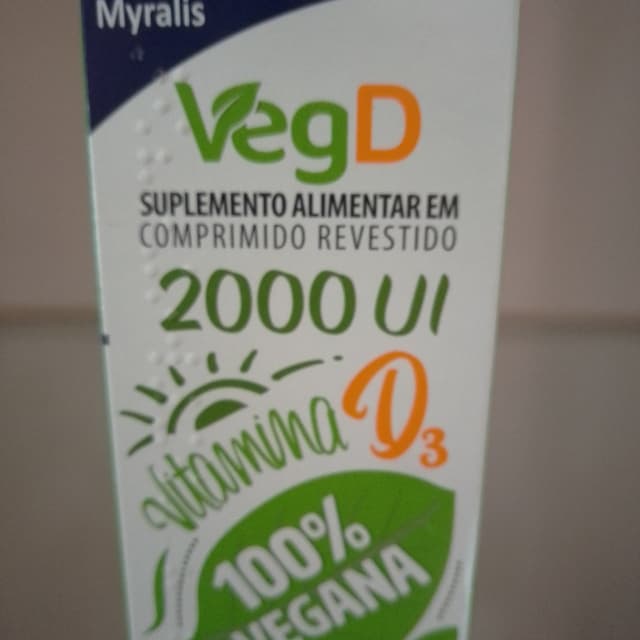 Myralis
VegD
SUPLEMENTO ALIMENTAR EM
COMPRIMIDO REVESTIDO
2000 UI
Vitamina D3
100%
VEGANA